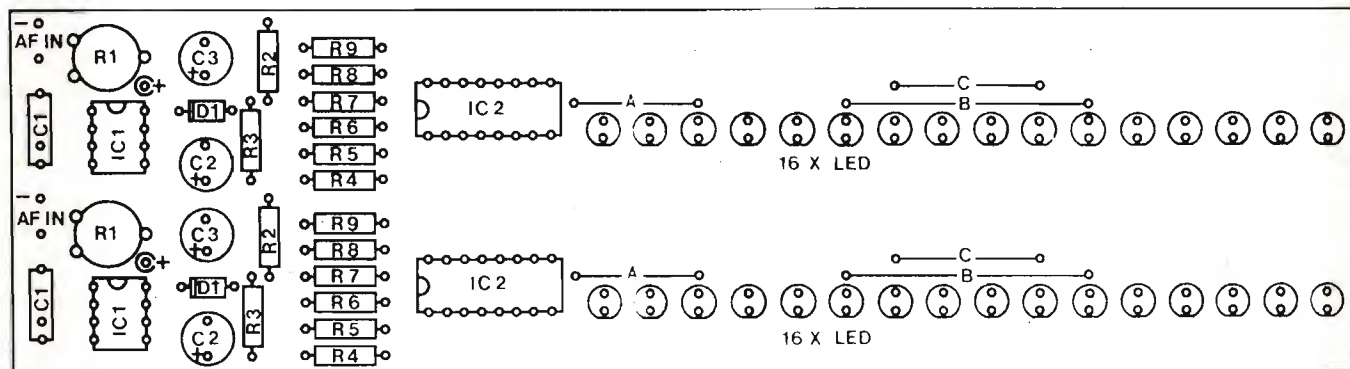 AF IN
R1
C3
R2
R9
R8
R7
R6
R5
R4
C1
IC1
D1
C2
R3
IC2
A
C
B
16 X LED
AF IN
R1
C3
R2
R9
R8
R7
R6
R5
R4
C1
IC1
D1
C2
R3
IC2
A
C
B
16 X LED